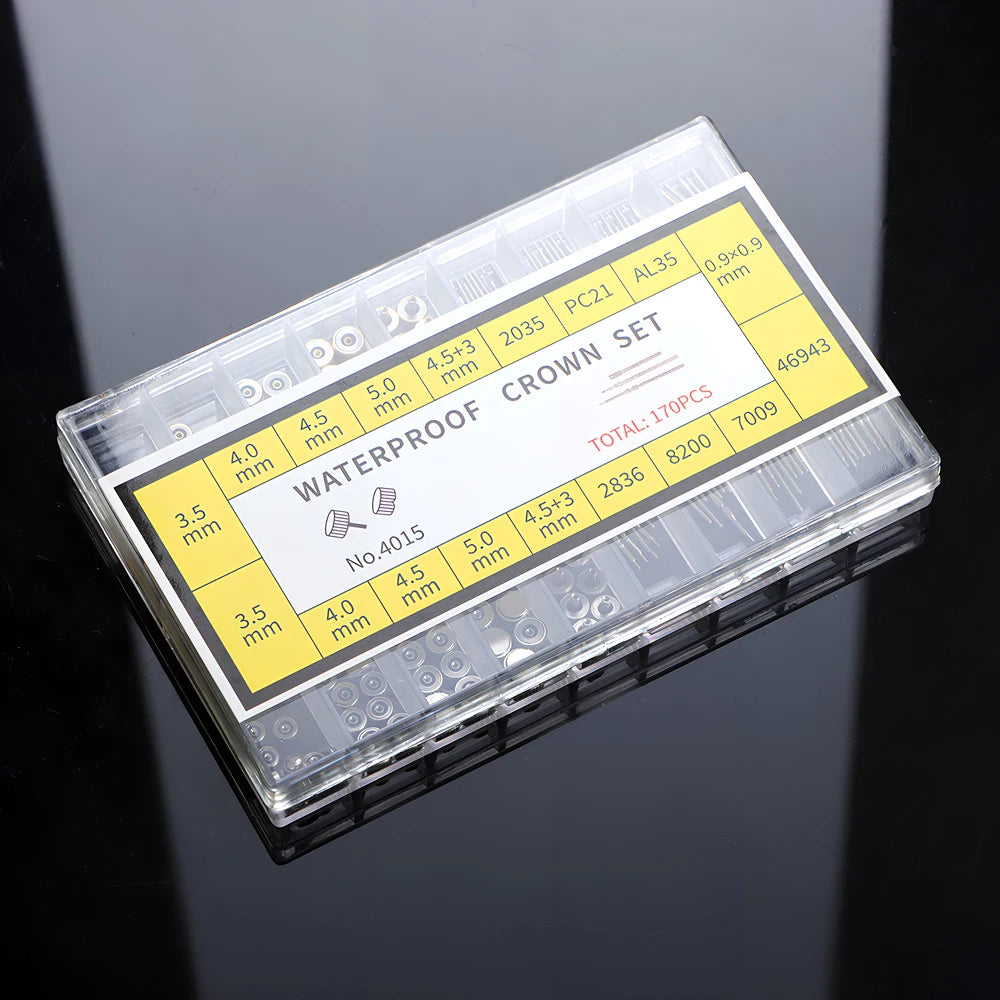 3.5
mm
4.0
mm
4.5
mm
5.0
mm
4.5+3
mm
2035
PC21
AL35
0.9×0.9
mm
WATERPROOF CROWN SET
TOTAL: 170PCS
No.4015
3.5
mm
4.0
mm
4.5
mm
5.0
mm
4.5+3
mm
2836
8200
7009
46943